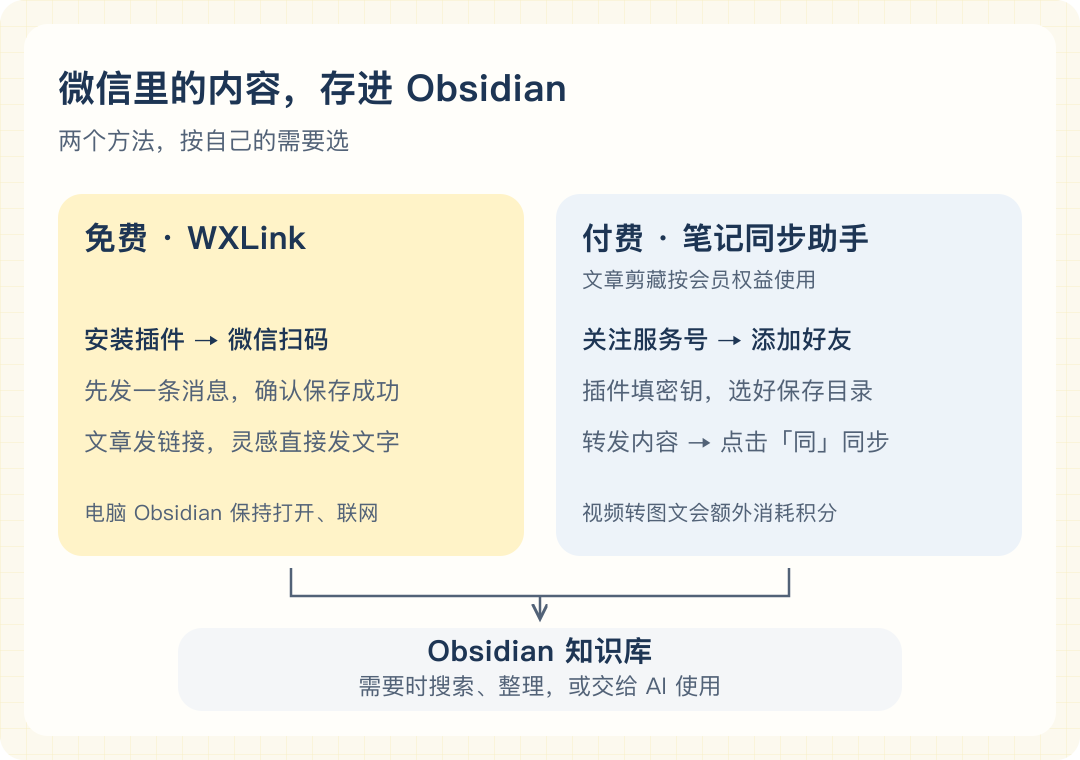 微信里的内容，存进 Obsidian
两个方法，按自己的需要选
免费 · WXLink
安装插件 → 微信扫码
先发一条消息，确认保存成功
文章发链接，灵感直接发文字
电脑 Obsidian 保持打开、联网
付费 · 笔记同步助手
文章剪藏按会员权益使用
关注服务号 → 添加好友
插件填密钥，选好保存目录
转发内容 → 点击「同」同步
视频转图文会额外消耗积分
Obsidian 知识库
需要时搜索、整理，或交给 AI 使用